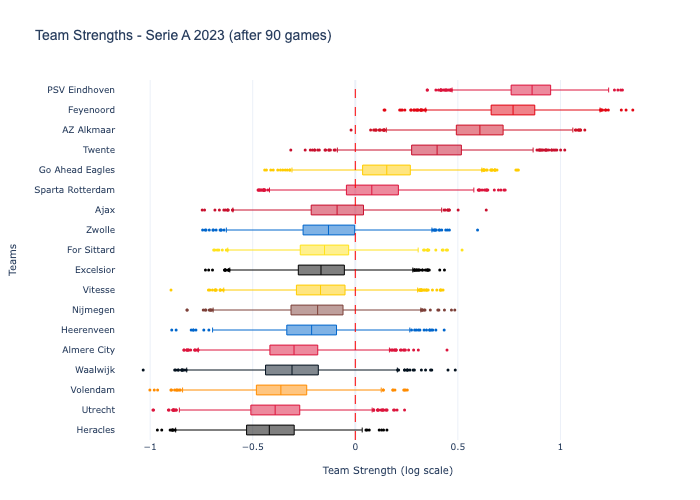 Team Strengths - Serie A 2023 (after 90 games)
PSV Eindhoven
Feyenoord
AZ Alkmaar
Twente
Go Ahead Eagles
Sparta Rotterdam
Ajax
Zwolle
For Sittard
Excelsior
Vitesse
Nijmegen
Heerenveen
Almere City
Waalwijk
Volendam
Utrecht
Heracles
Teams
−1
−0.5
0
0.5
1
Team Strength (log scale)